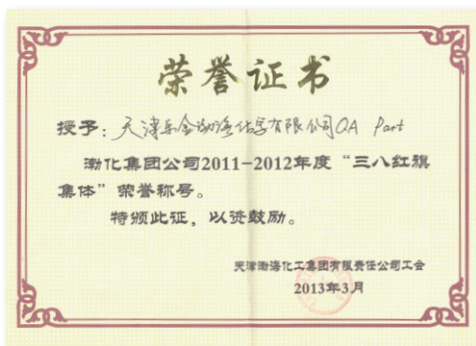 荣誉证书
授予：天津乐金渤海化学有限公司QA Part
渤化集团公司2011-2012年度“三八红旗
集体”荣誉称号。
特颁此证，以资鼓励。
天津渤海化工集团有限责任公司工会
2013年3月